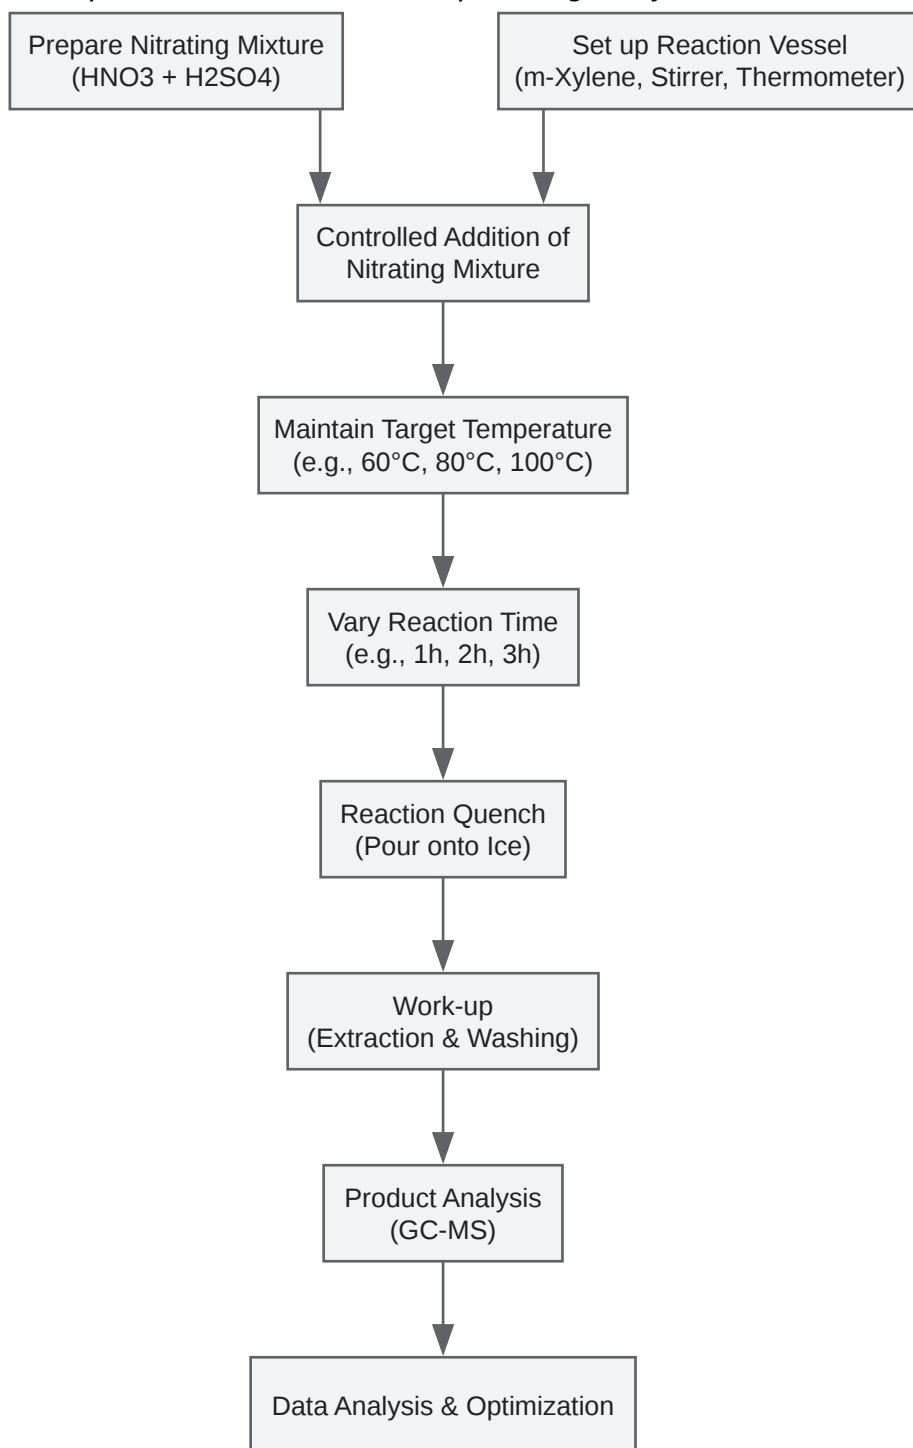 Prepare Nitrating Mixture
(HNO3 + H2SO4)
Set up Reaction Vessel
(m-Xylene, Stirrer, Thermometer)
Controlled Addition of
Nitrating Mixture
Maintain Target Temperature
(e.g., 60°C, 80°C, 100°C)
Vary Reaction Time
(e.g., 1h, 2h, 3h)
Reaction Quench
(Pour onto Ice)
Work-up
(Extraction & Washing)
Product Analysis
(GC-MS)
Data Analysis & Optimization